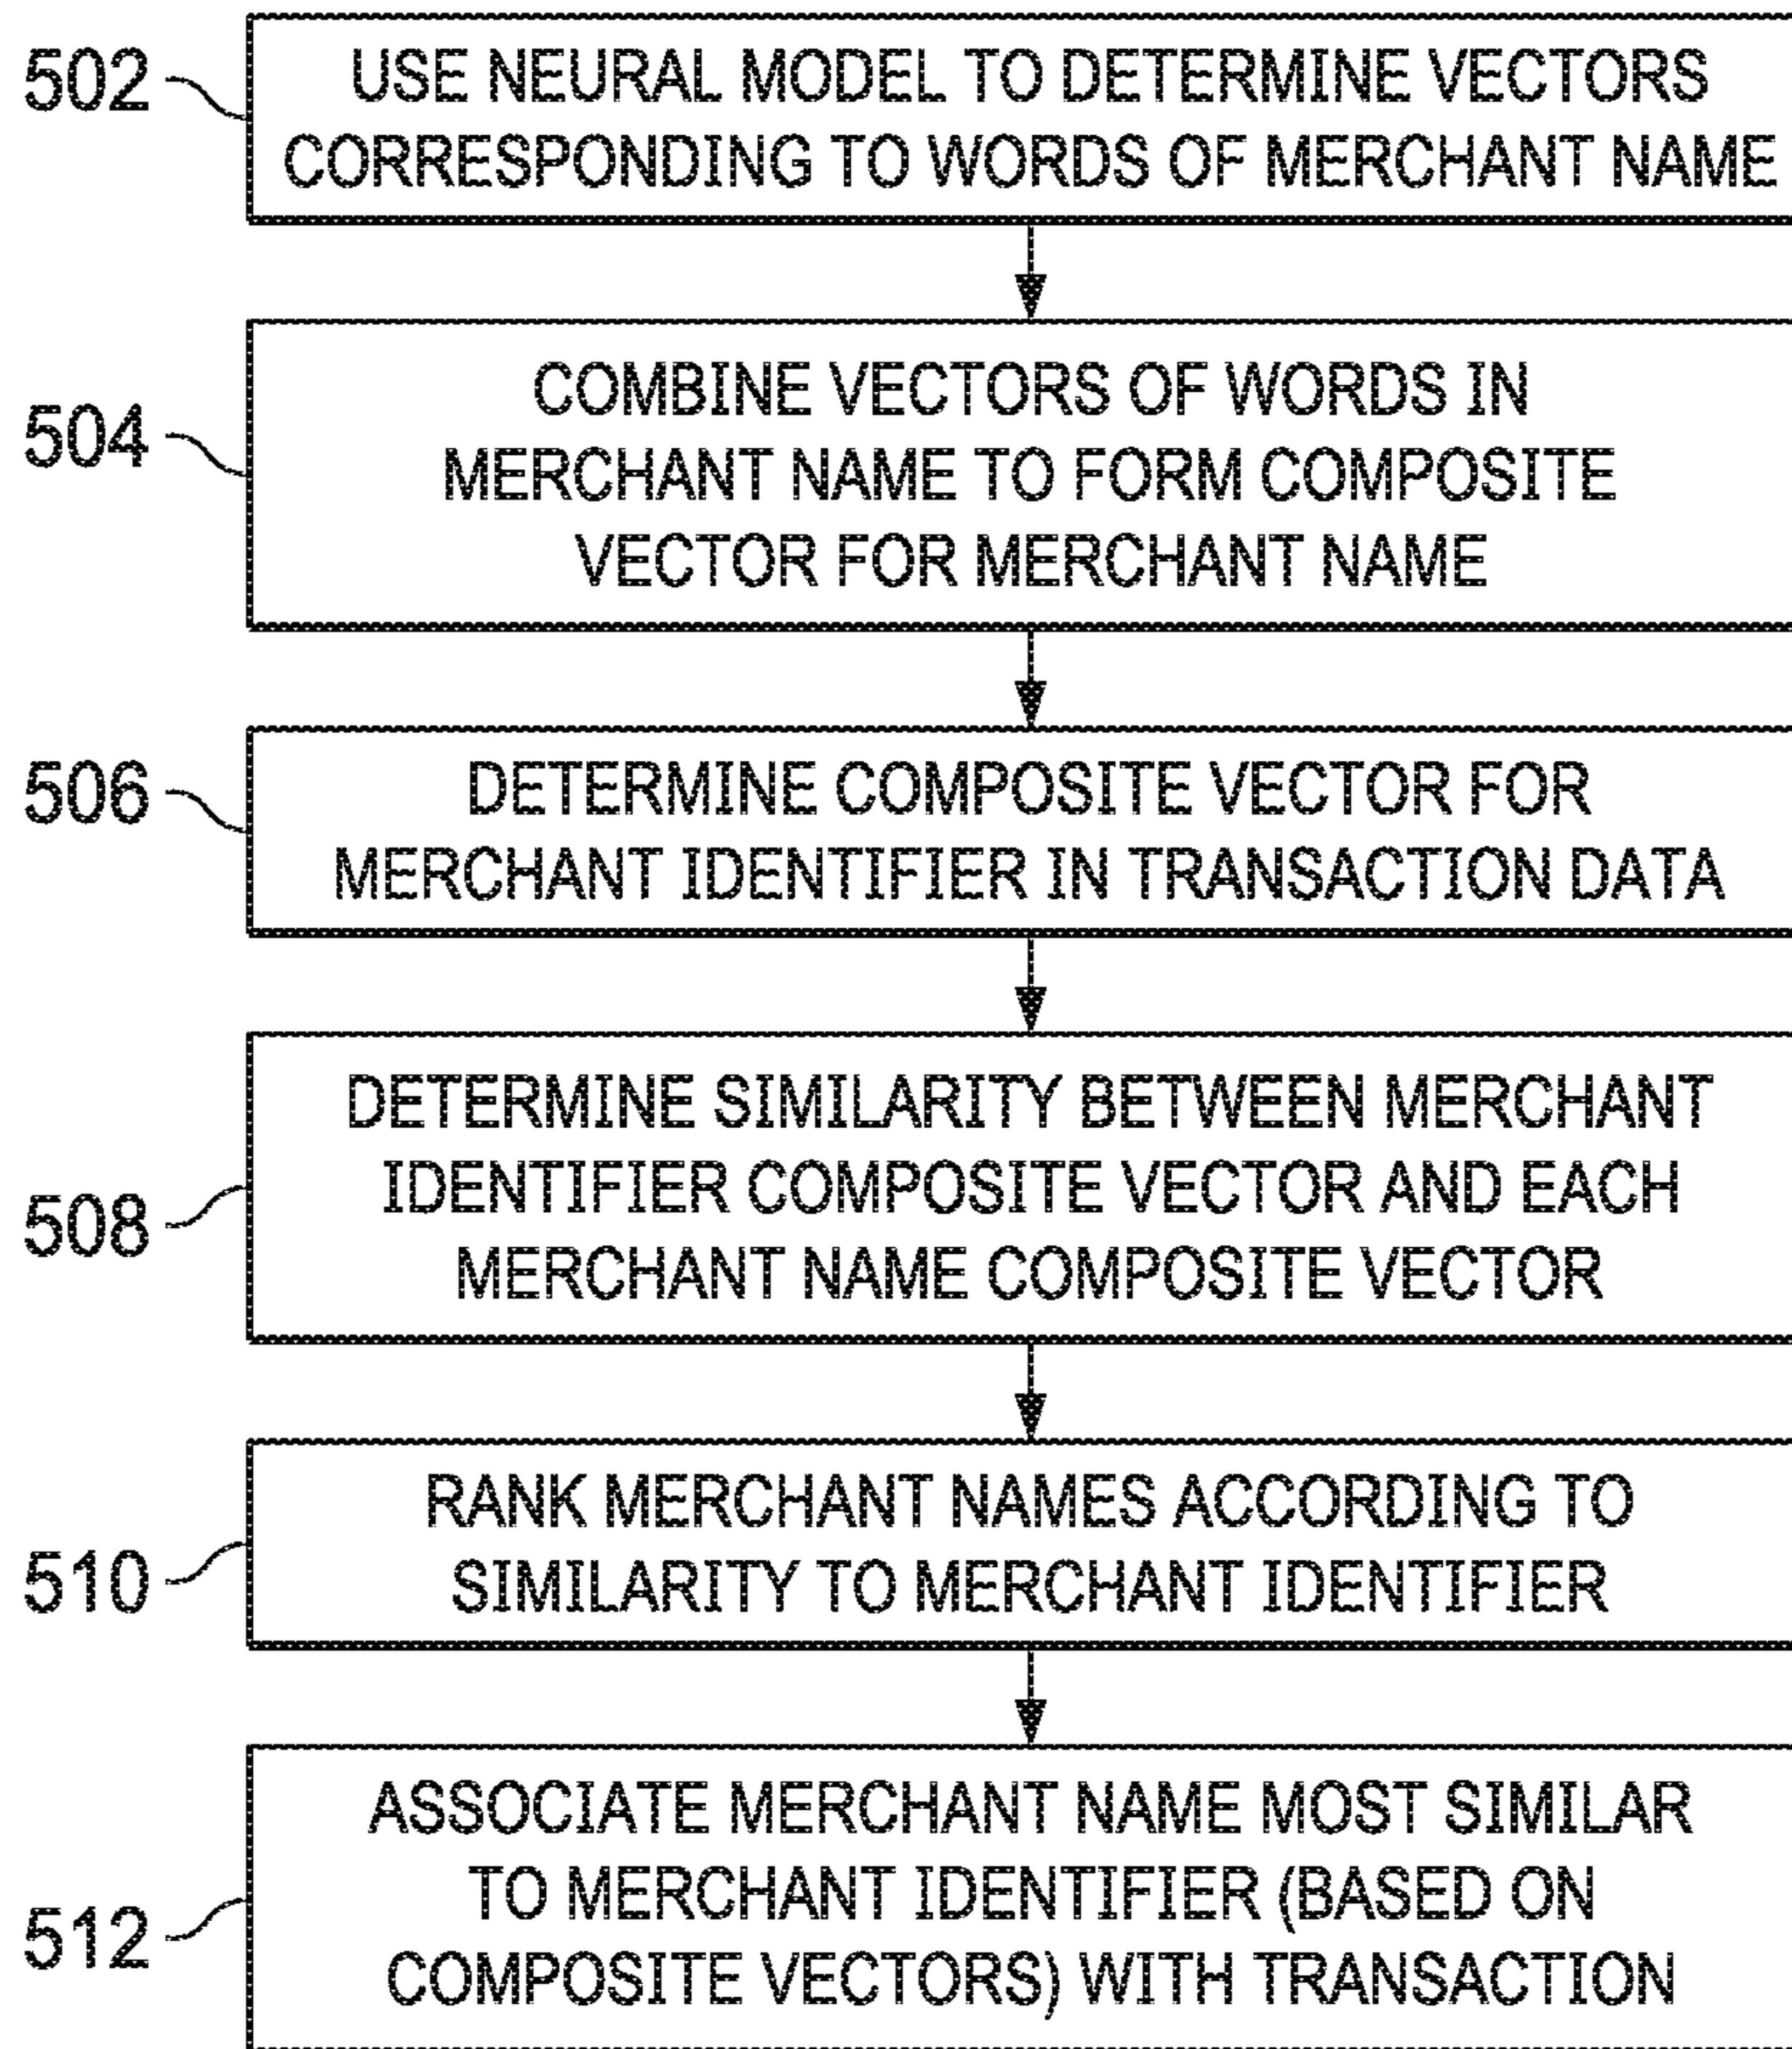 502
USE NEURAL MODEL TO DETERMINE VECTORS
CORRESPONDING TO WORDS OF MERCHANT NAME
504
COMBINE VECTORS OF WORDS IN
MERCHANT NAME TO FORM COMPOSITE
VECTOR FOR MERCHANT NAME
506
DETERMINE COMPOSITE VECTOR FOR
MERCHANT IDENTIFIER IN TRANSACTION DATA
508
DETERMINE SIMILARITY BETWEEN MERCHANT
IDENTIFIER COMPOSITE VECTOR AND EACH
MERCHANT NAME COMPOSITE VECTOR
510
RANK MERCHANT NAMES ACCORDING TO
SIMILARITY TO MERCHANT IDENTIFIER
512
ASSOCIATE MERCHANT NAME MOST SIMILAR
TO MERCHANT IDENTIFIER (BASED ON
COMPOSITE VECTORS) WITH TRANSACTION